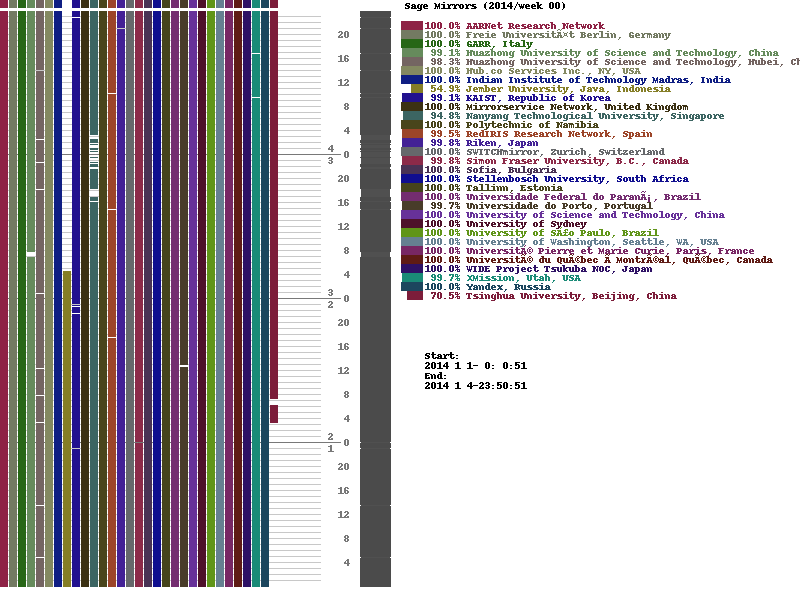 Sage Mirrors (2014/week 00)
100.0% AARNet Research Network
100.0% Freie UniversitÃ¤t Berlin, Germany
100.0% GARR, Italy
99.1% Huazhong University of Science and Technology, China
98.3% Huazhong University of Science and Technology, Hubei, Ch
100.0% Hub.co Services Inc., NY, USA
100.0% Indian Institute of Technology Madras, India
54.9% Jember University, Java, Indonesia
99.1% KAIST, Republic of Korea
100.0% Mirrorservice Network, United Kingdom
94.8% Nanyang Technological University, Singapore
100.0% Polytechnic of Namibia
99.5% RedIRIS Research Network, Spain
99.8% Riken, Japan
100.0% SWITCHmirror, Zurich, Switzerland
99.8% Simon Fraser University, B.C., Canada
100.0% Sofia, Bulgaria
100.0% Stellenbosch University, South Africa
100.0% Tallinn, Estonia
100.0% Universidade Federal do ParanÃ¡, Brazil
99.7% Universidade do Porto, Portugal
100.0% University of Science and Technology, China
100.0% University of Sydney
100.0% University of SÃ£o Paulo, Brazil
100.0% University of Washington, Seattle, WA, USA
100.0% UniversitÃ© Pierre et Marie Curie, Paris, France
100.0% UniversitÃ© du QuÃ©bec Ã MontrÃ©al, QuÃ©bec, Canada
100.0% WIDE Project Tsukuba NOC, Japan
99.7% XMission, Utah, USA
100.0% Yandex, Russia
70.5% Tsinghua University, Beijing, China
Start:
2014 1 1- 0: 0:51
End:
2014 1 4-23:50:51
20
16
12
8
4
4
0
3
20
16
12
8
4
3
0
2
20
16
12
8
4
2
0
1
20
16
12
8
4